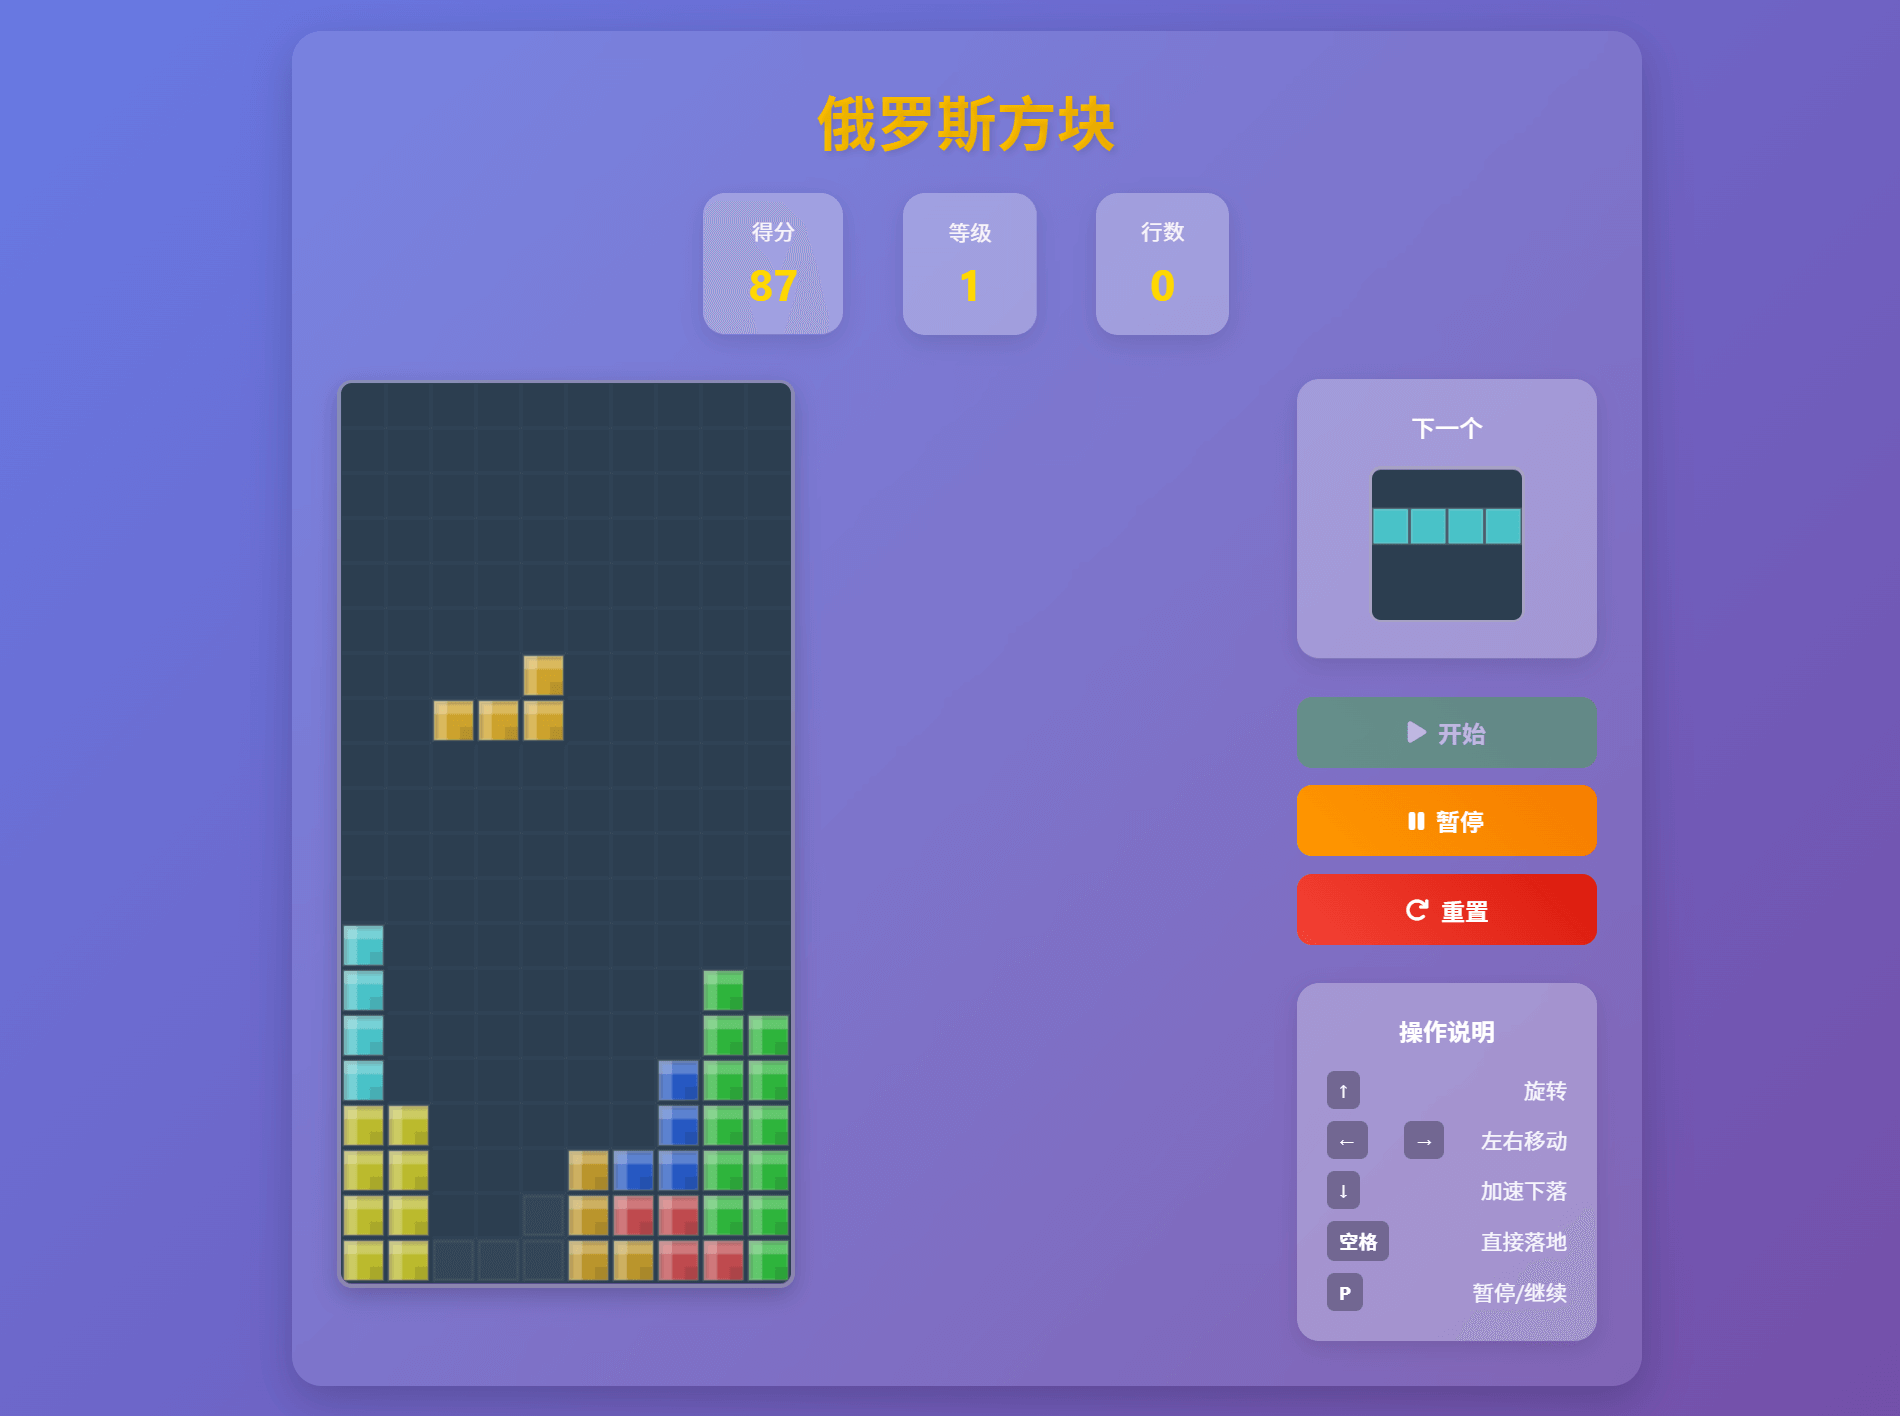 俄罗斯方块
得分
87
等级
1
行数
0
下一个
开始
暂停
重置
操作说明
↑ 旋转
← → 左右移动
↓ 加速下落
空格 直接落地
P 暂停/继续